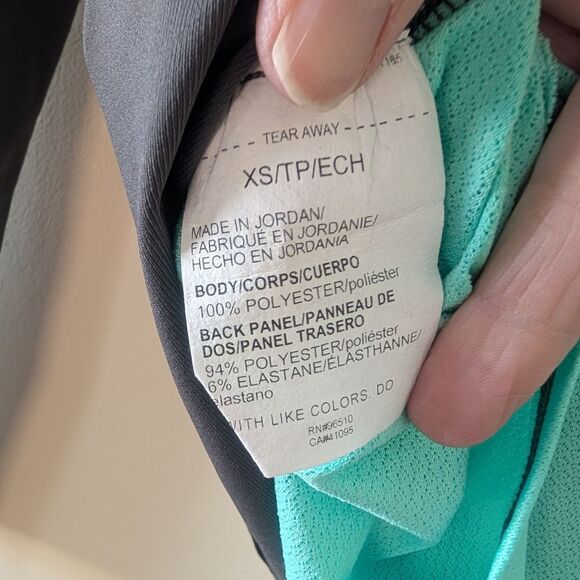 TEAR AWAY
XS/TP/ECH
MADE IN JORDAN/
FABRIQUÉ EN JORDANIE/
HECHO EN JORDANIA
BODY/CORPS/CUERPO
100% POLYESTER/poliéster
BACK PANEL/PANNEAU DE
DOS/PANEL TRASERO
94% POLYESTER/poliéster
6% ELASTANE/ÉLASTHANNE/
elastano
WITH LIKE COLORS. DO
RN#96510
CA#41095